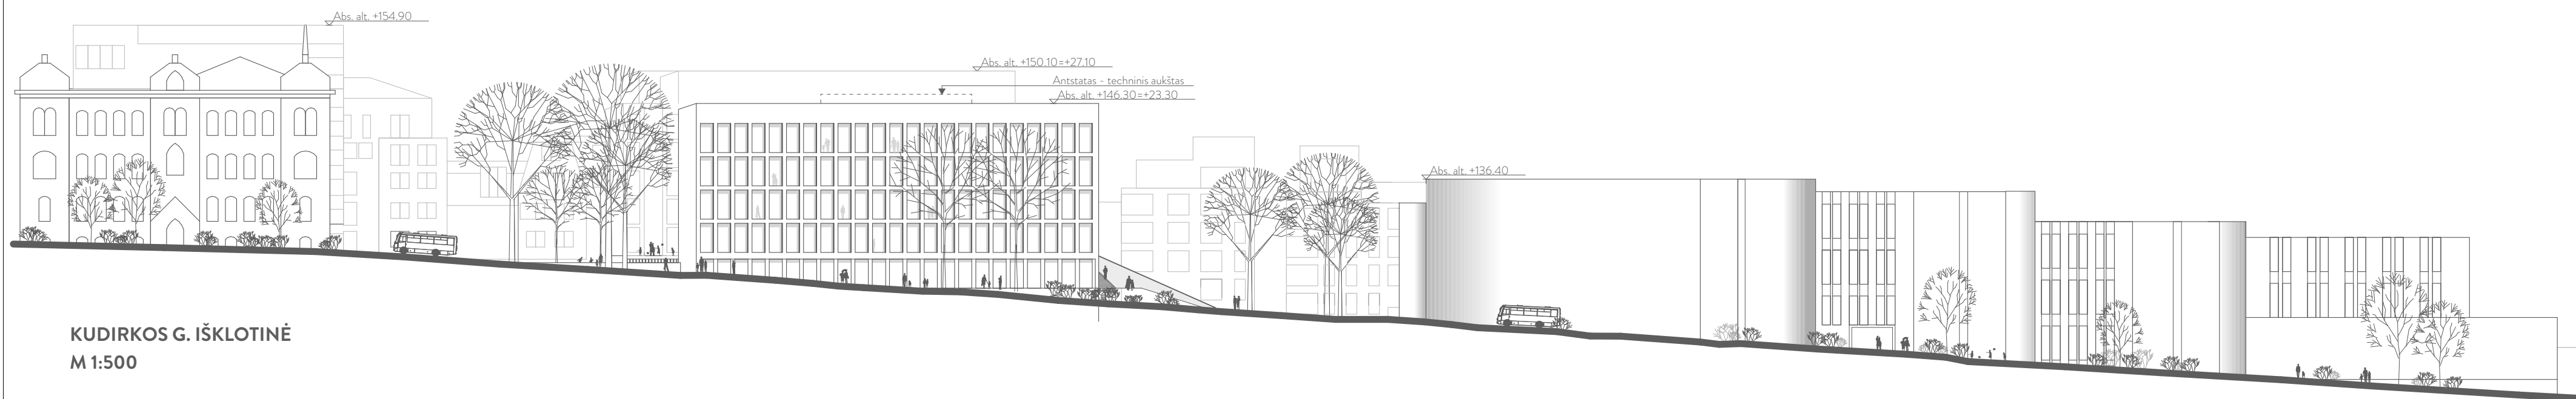 Abs. alt. +154.90
Abs. alt. +150.10=+27.10
Antstatas - techninis aukštas
Abs. alt. +146.30=+23.30
Abs. alt. +136.40
KUDIRKOS G. IŠKLOTINĖ
M 1:500